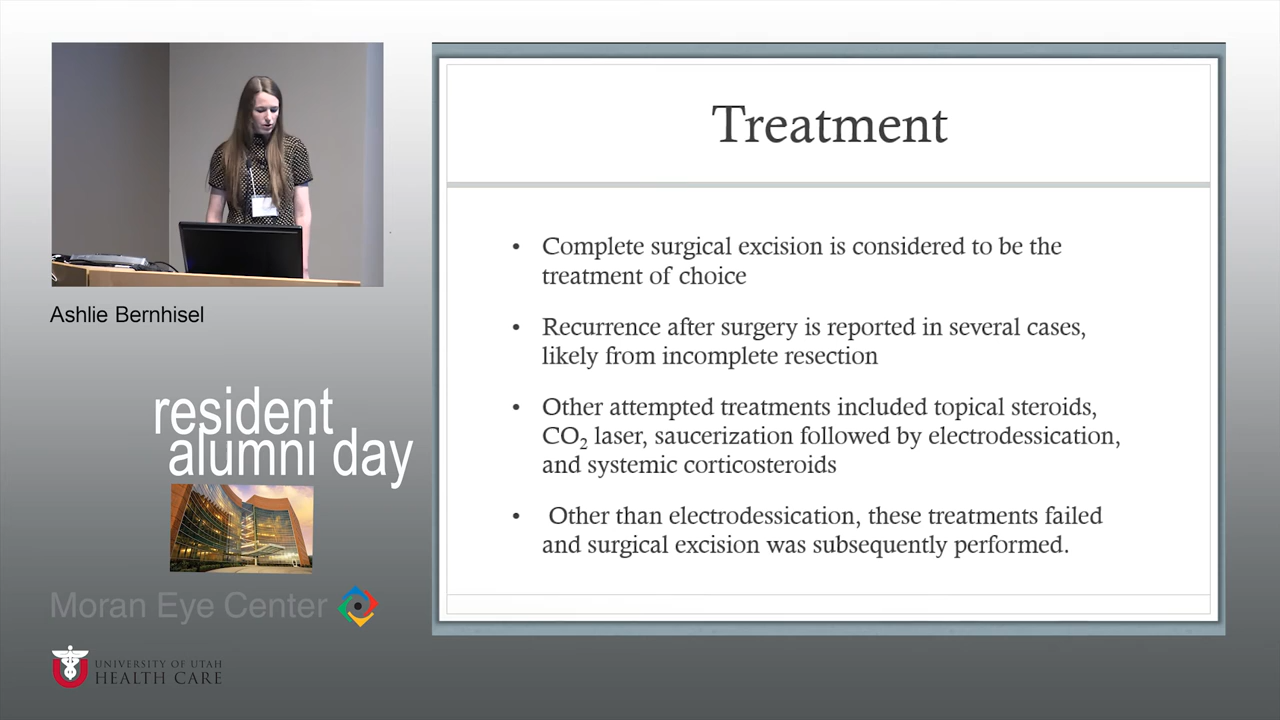 Treatment
• Complete surgical excision is considered to be the
treatment of choice
• Recurrence after surgery is reported in several cases,
likely from incomplete resection
• Other attempted treatments included topical steroids,
CO₂ laser, saucerization followed by electrodessication,
and systemic corticosteroids
• Other than electrodessication, these treatments failed
and surgical excision was subsequently performed.
Ashlie Bernhisel
resident
alumni day
Moran Eye Center
UNIVERSITY OF UTAH
HEALTH CARE